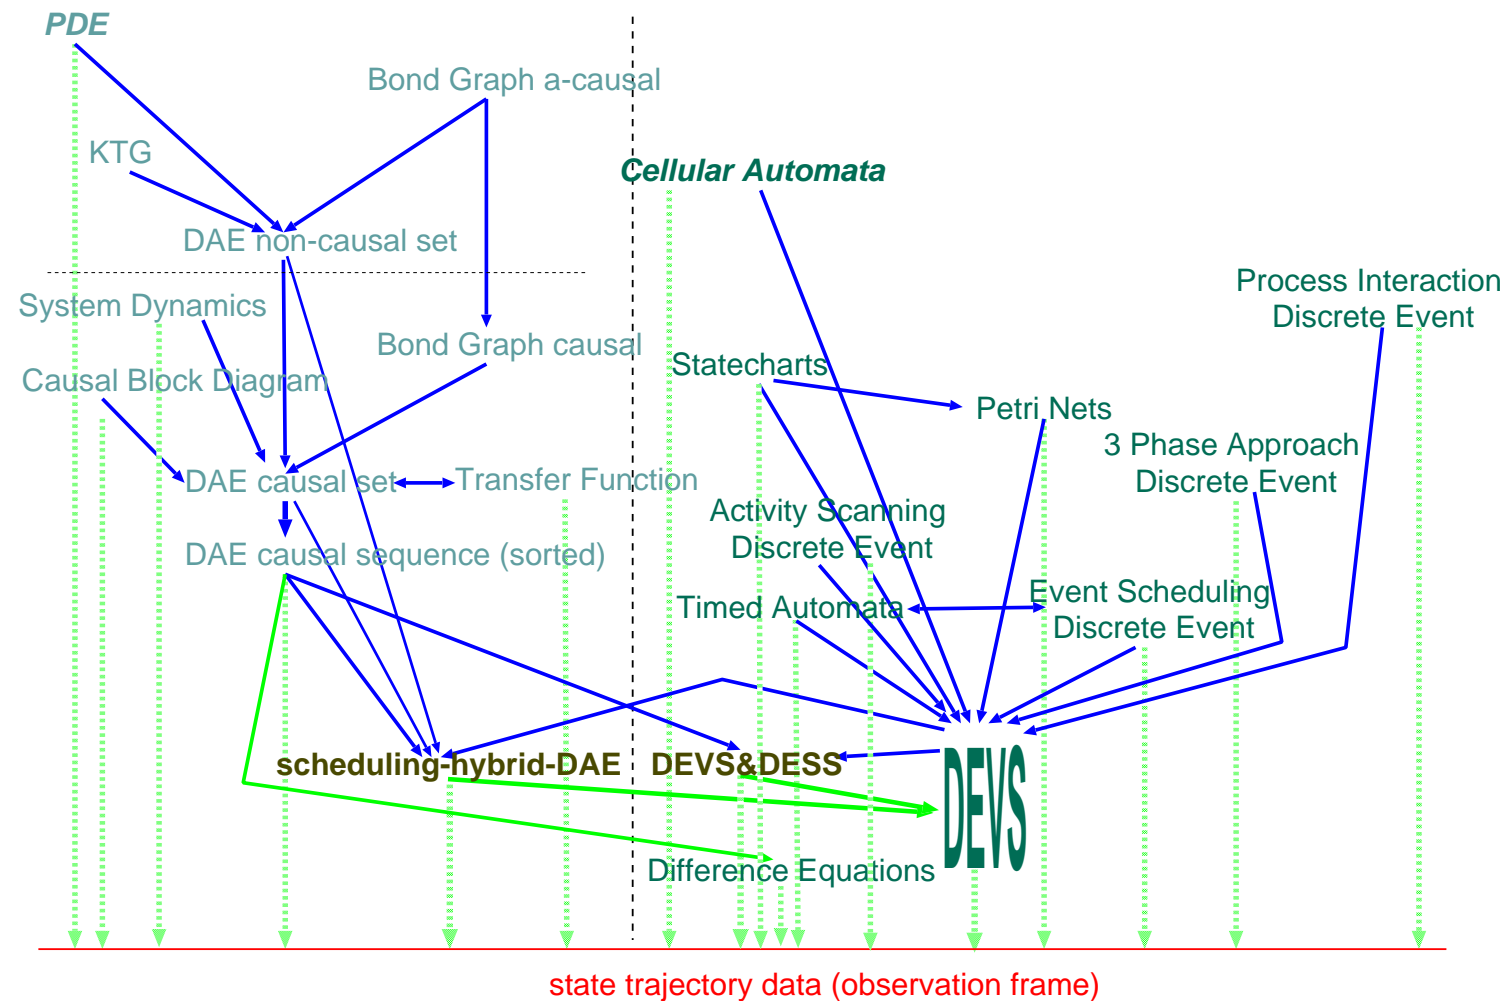 PDE
Bond Graph a-causal
KTG
Cellular Automata
DAE non-causal set
Process Interaction
Discrete Event
System Dynamics
Bond Graph causal
Statecharts
Causal Block Diagram
Petri Nets
3 Phase Approach
Discrete Event
DAE causal set
Transfer Function
Activity Scanning
Discrete Event
DAE causal sequence (sorted)
Timed Automata
Event Scheduling
Discrete Event
scheduling-hybrid-DAE
DEVS&DESS
DEVS
Difference Equations
state trajectory data (observation frame)